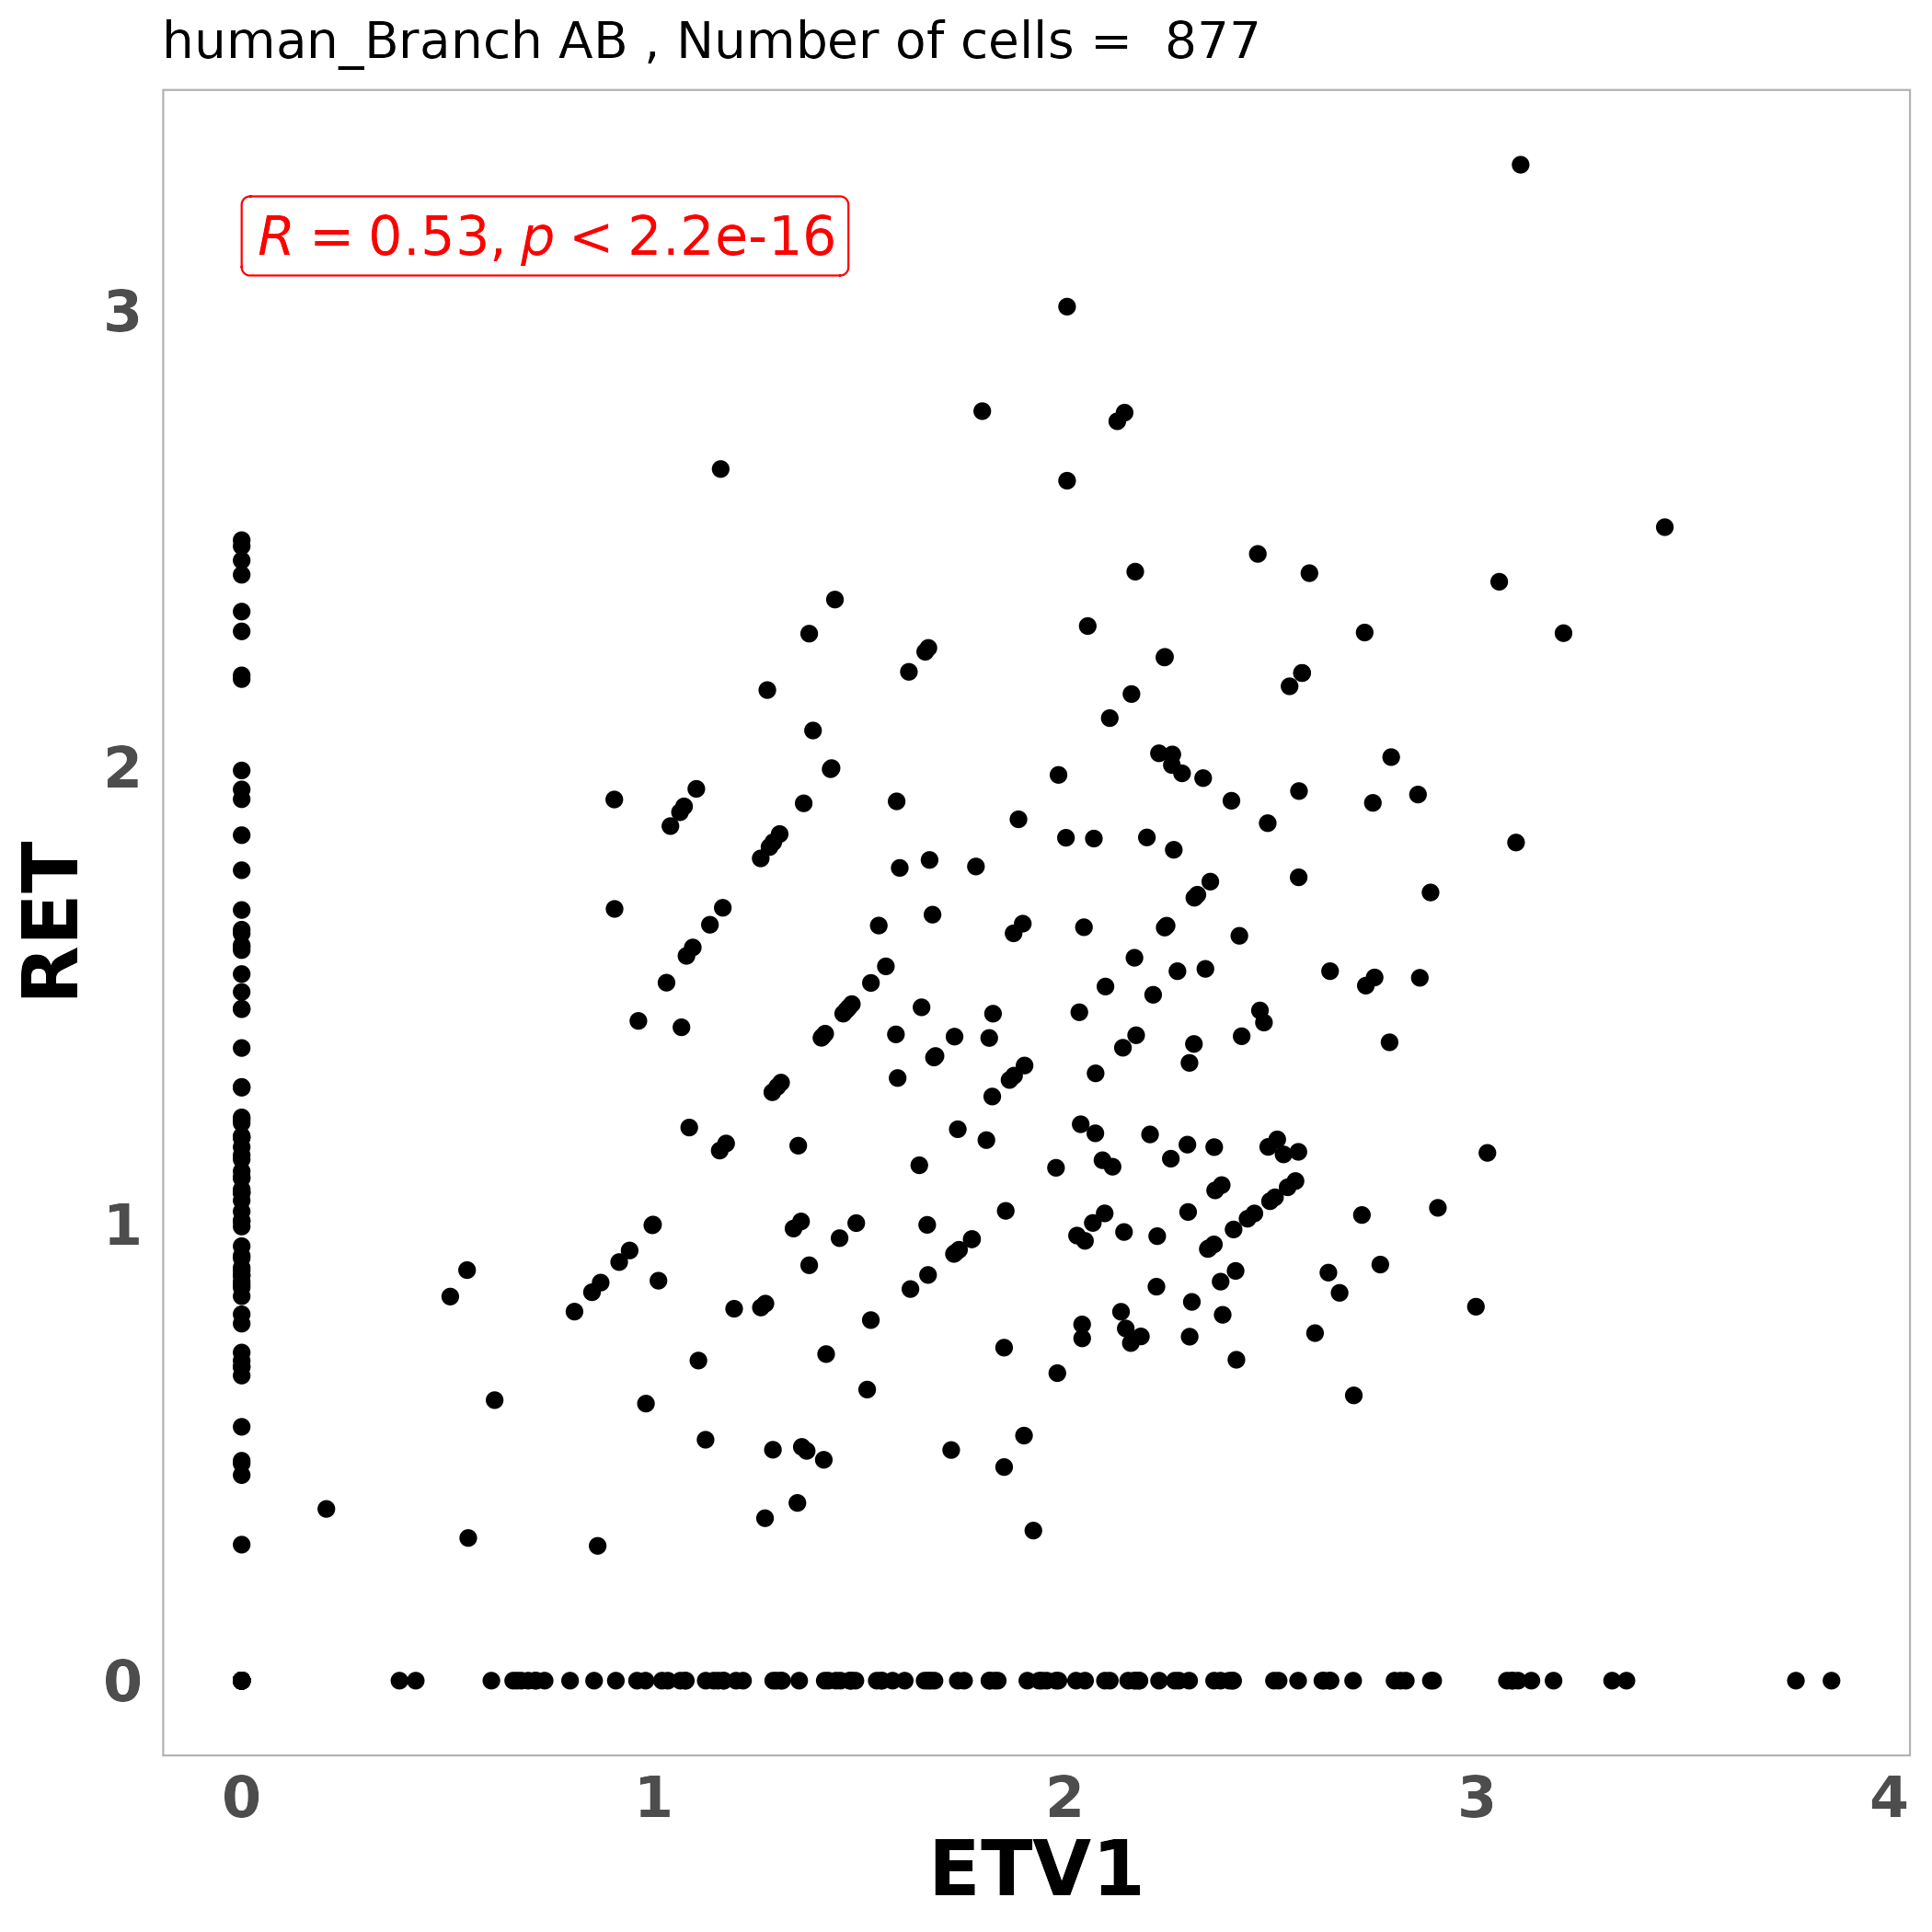 human_Branch AB , Number of cells =  877
R = 0.53, p < 2.2e-16
3
2
1
0
RET
0 1 2 3 4
ETV1